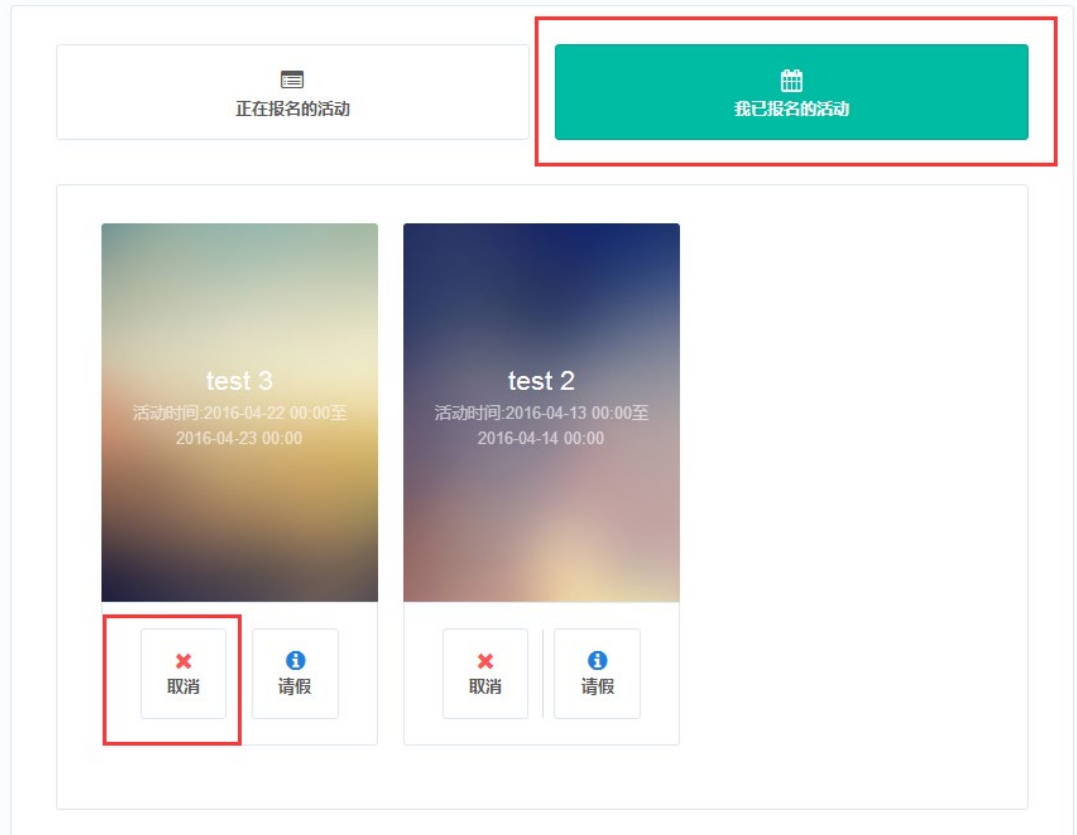 正在报名的活动
我已报名的活动
test 3
活动时间:2016-04-22 00:00至
2016-04-23 00:00
test 2
活动时间:2016-04-13 00:00至
2016-04-14 00:00
取消
请假
取消
请假